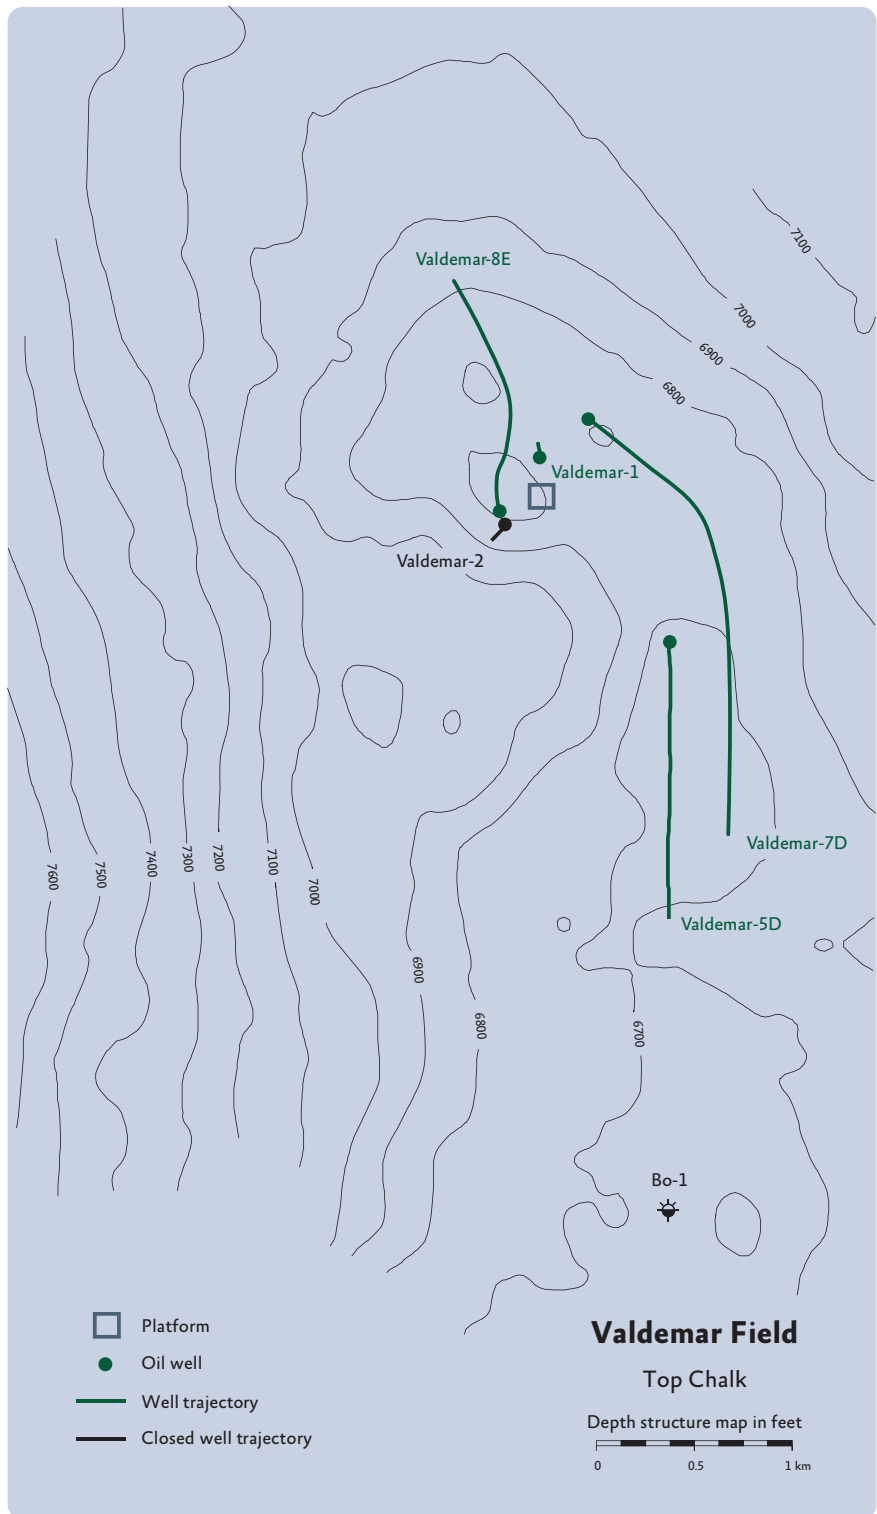 7100
Valdemar-8E
7000
6900
6800
Valdemar-1
Valdemar-2
Valdemar-7D
7600
7500
7400
7300
7200
7100
7000
Valdemar-5D
6900
6800
6700
Bo-1
Platform
Oil well
Well trajectory
Closed well trajectory
Valdemar Field
Top Chalk
Depth structure map in feet
0 0.5 1 km